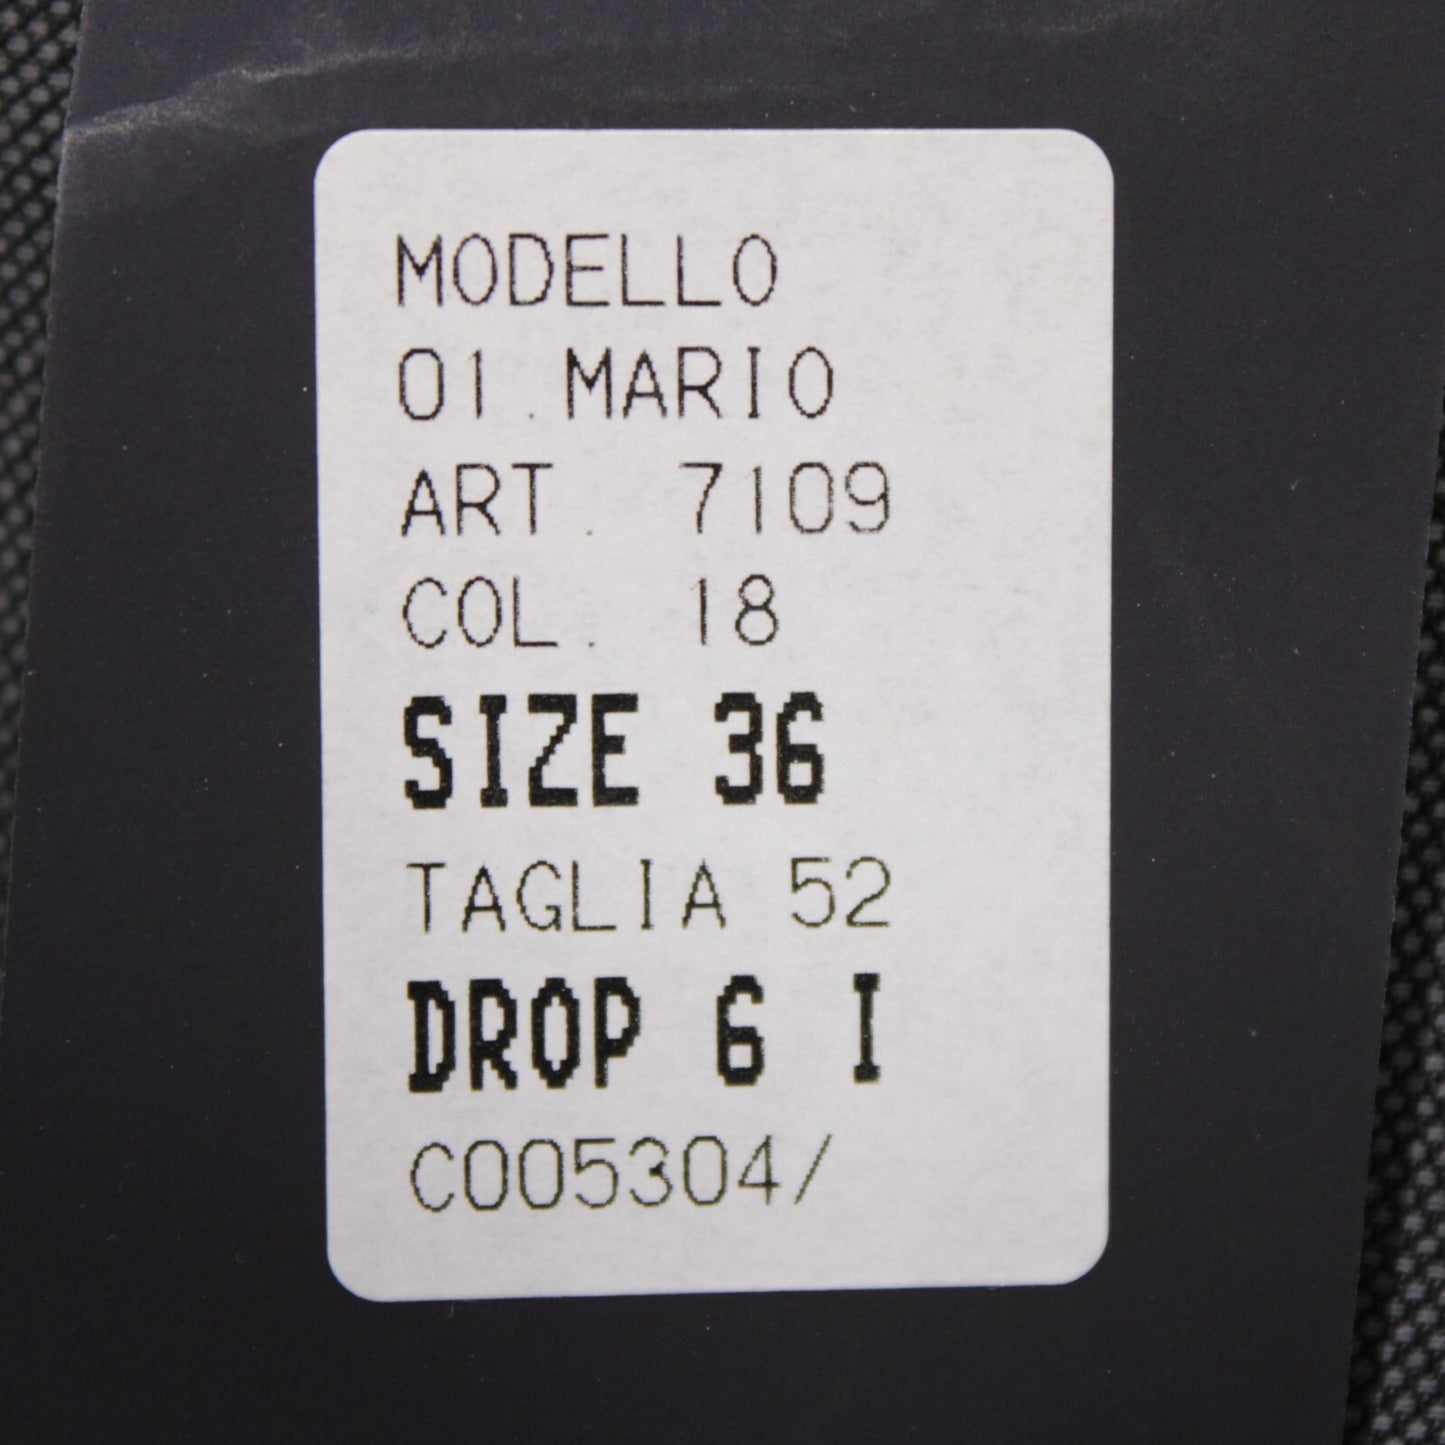 MODELLO
01.MARIO
ART. 7109
COL. 18
SIZE 36
TAGLIA 52
DROP 6 I
C005304/